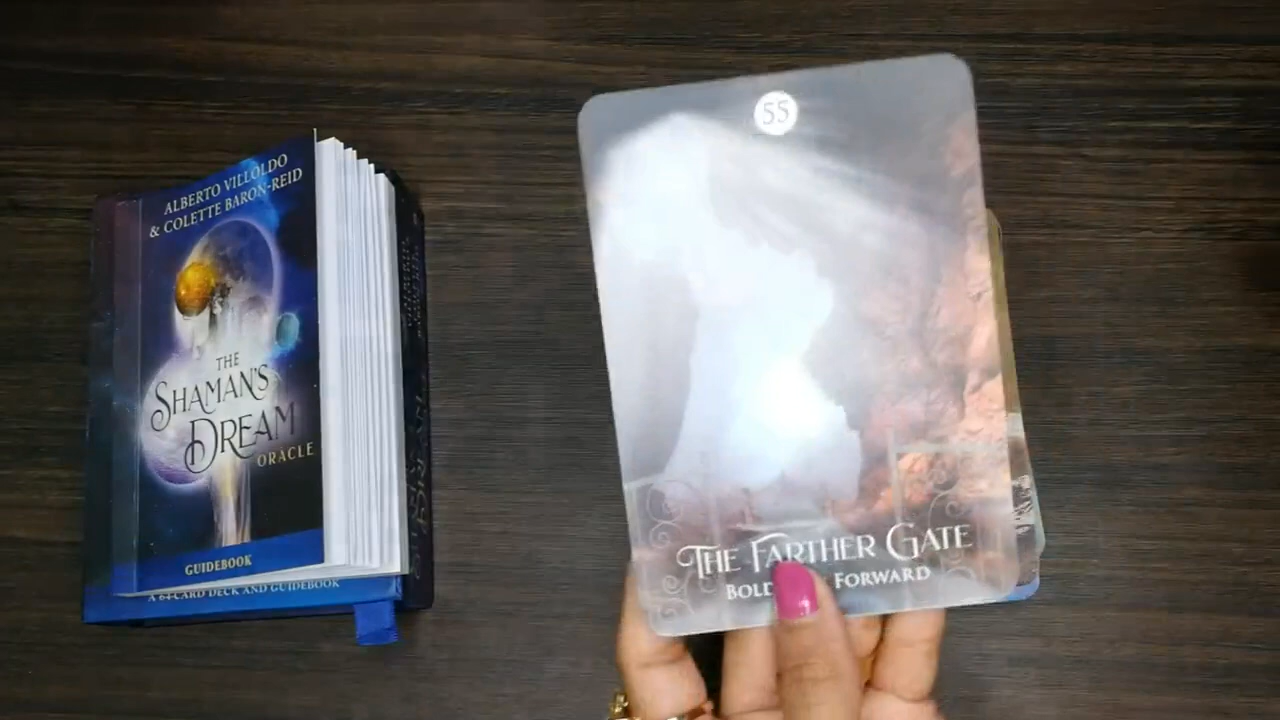 ALBERTO VILLOLDO
& COLETTE BARON-REID
THE
SHAMAN'S
DREAM
ORACLE
GUIDEBOOK
A 64-CARD DECK AND GUIDEBOOK
55
THE FARTHER GATE
BOLD FORWARD